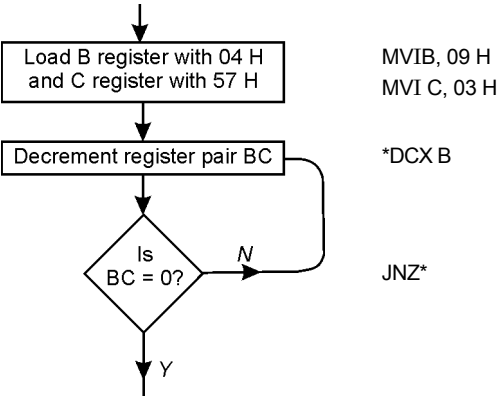 Load B register with 04 H
and C register with 57 H
MVIB, 09 H
MVI C, 03 H
Decrement register pair BC
*DCX B
Is
BC = 0?
N
JNZ*
Y